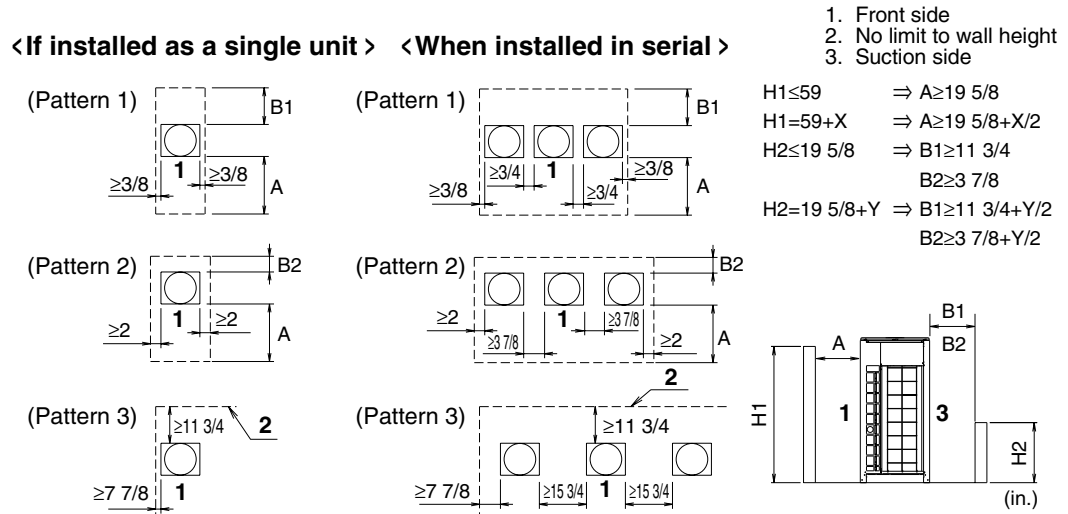 <If installed as a single unit> <When installed in serial>
1. Front side
2. No limit to wall height
3. Suction side
(Pattern 1)
B1
≥3/8 1 ≥3/8
A
(Pattern 1)
B1
≥3/8 ≥3/4 1 ≥3/4 ≥3/8
A
H1≤59 ⇒ A≥19 5/8
H1=59+X ⇒ A≥19 5/8+X/2
H2≤19 5/8 ⇒ B1≥11 3/4
B2≥3 7/8
H2=19 5/8+Y ⇒ B1≥11 3/4+Y/2
B2≥3 7/8+Y/2
(Pattern 2)
B2
≥2 1 ≥2
A
(Pattern 2)
B2
≥2 ≥3 7/8 1 ≥3 7/8 ≥2
A
(Pattern 3)
2
≥11 3/4
≥7 7/8 1
(Pattern 3)
2
≥11 3/4
≥7 7/8 ≥15 3/4 1 ≥15 3/4
B1
A B2
H1 1 3 H2
(in.)